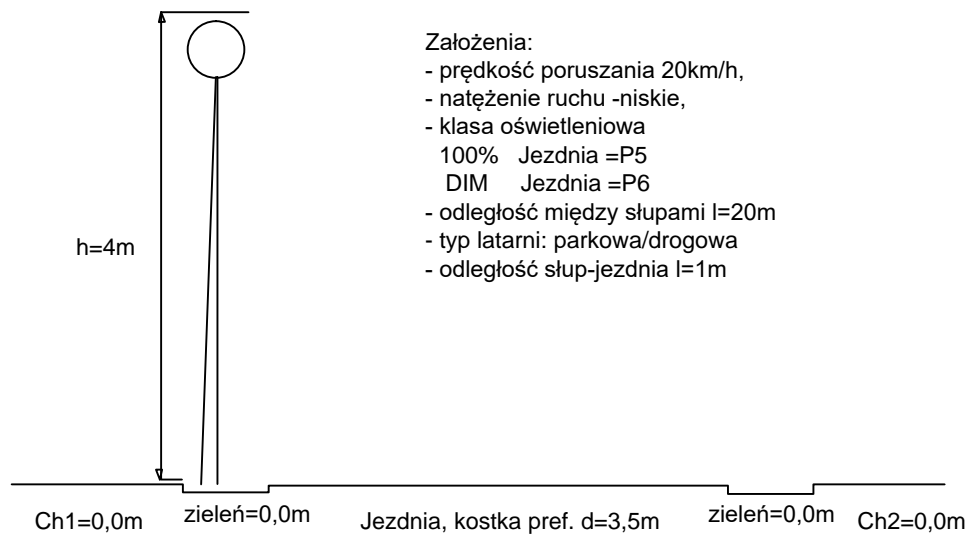 Założenia:
- prędkość poruszania 20km/h,
- natężenie ruchu -niskie,
- klasa oświetleniowa
100% Jezdnia =P5
DIM Jezdnia =P6
- odległość między słupami l=20m
- typ latarni: parkowa/drogowa
- odległość słup-jezdnia l=1m
h=4m
Ch1=0,0m
zieleń=0,0m
Jezdnia, kostka pref. d=3,5m
zieleń=0,0m
Ch2=0,0m